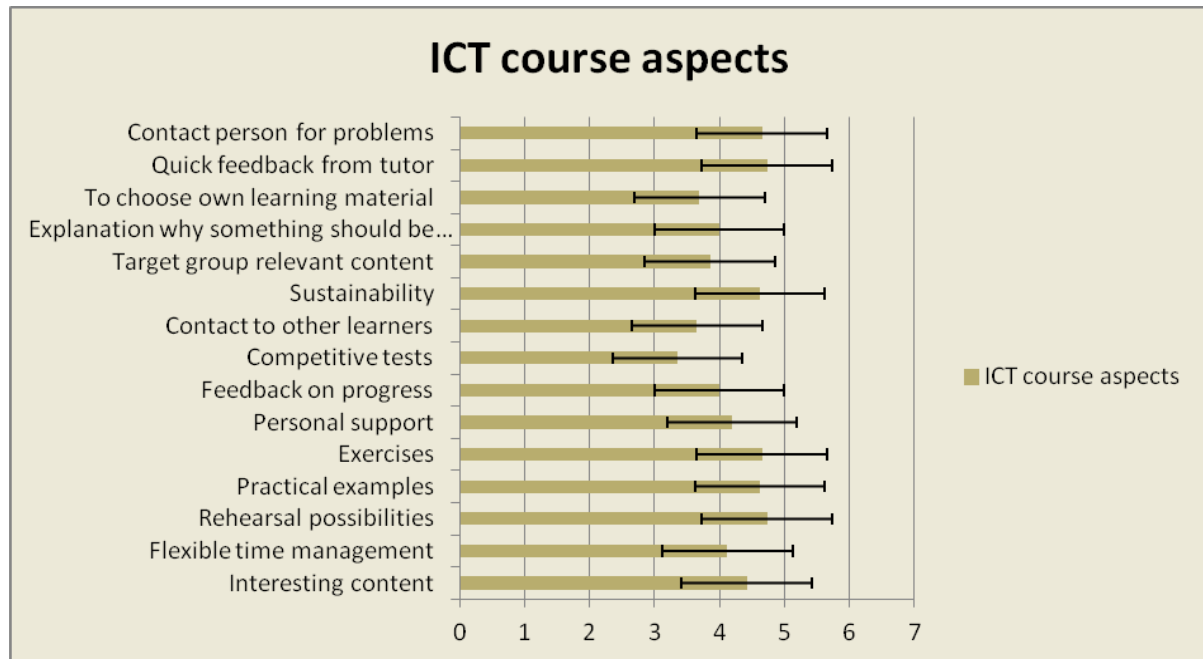 ICT course aspects
Contact person for problems
Quick feedback from tutor
To choose own learning material
Explanation why something should be...
Target group relevant content
Sustainability
Contact to other learners
Competitive tests
Feedback on progress
Personal support
Exercises
Practical examples
Rehearsal possibilities
Flexible time management
Interesting content
ICT course aspects
0 1 2 3 4 5 6 7